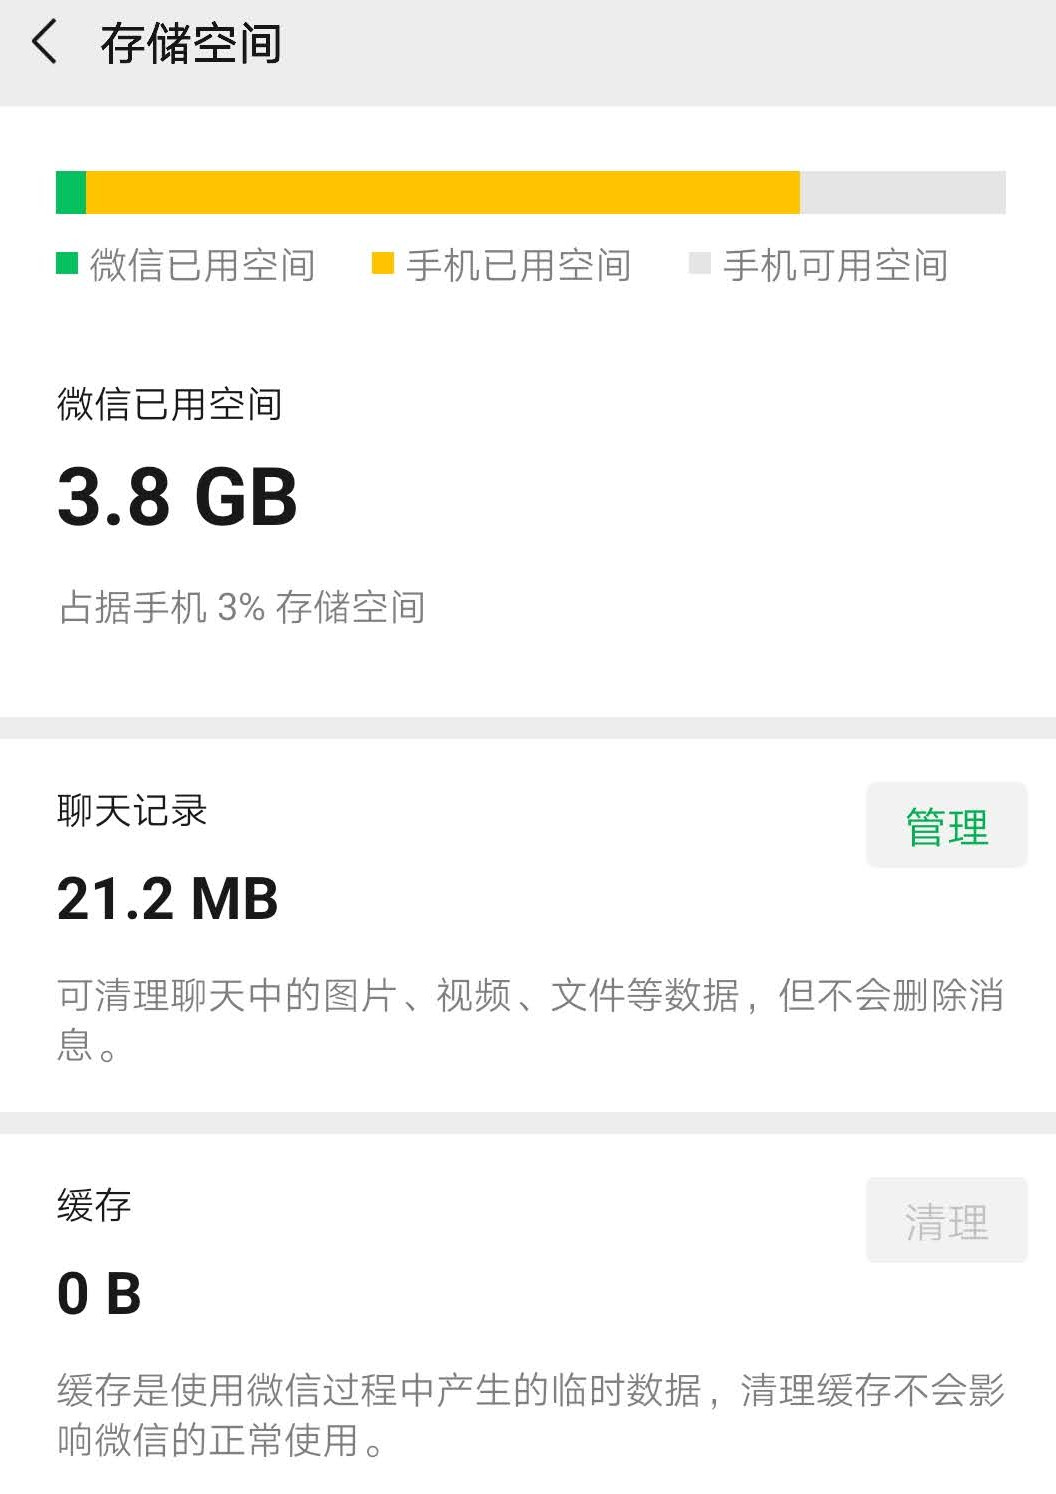 存储空间
微信已用空间 手机已用空间 手机可用空间
微信已用空间
3.8 GB
占据手机 3% 存储空间
聊天记录
管理
21.2 MB
可清理聊天中的图片、视频、文件等数据，但不会删除消
息。
缓存
清理
0 B
缓存是使用微信过程中产生的临时数据，清理缓存不会影
响微信的正常使用。